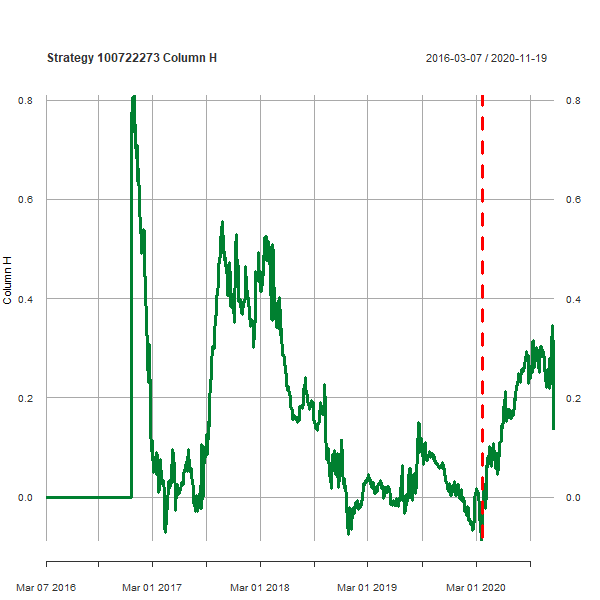 Strategy 100722273 Column H
2016-03-07 / 2020-11-19
0.8
0.8
0.6
0.6
Column H
0.4
0.4
0.2
0.2
0.0
0.0
Mar 07 2016
Mar 01 2017
Mar 01 2018
Mar 01 2019
Mar 01 2020